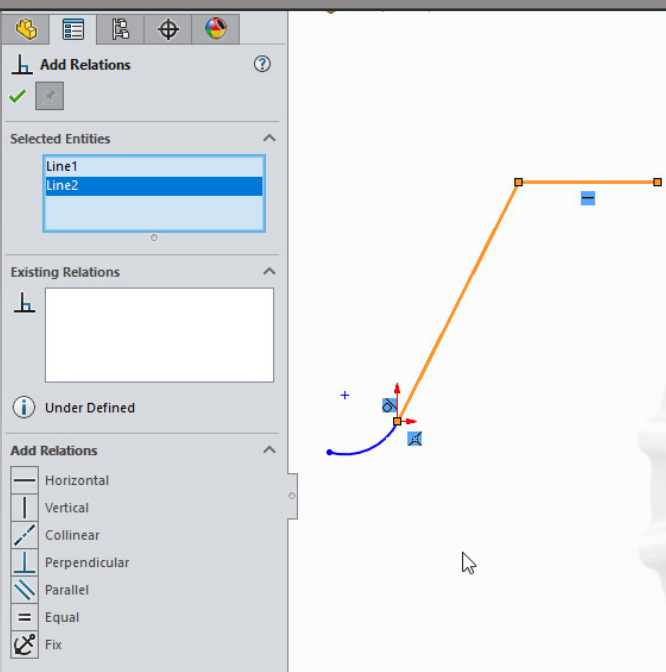 Add Relations
?
Selected Entities
Line1
Line2
Existing Relations
Under Defined
Add Relations
Horizontal
Vertical
Collinear
Perpendicular
Parallel
Equal
Fix